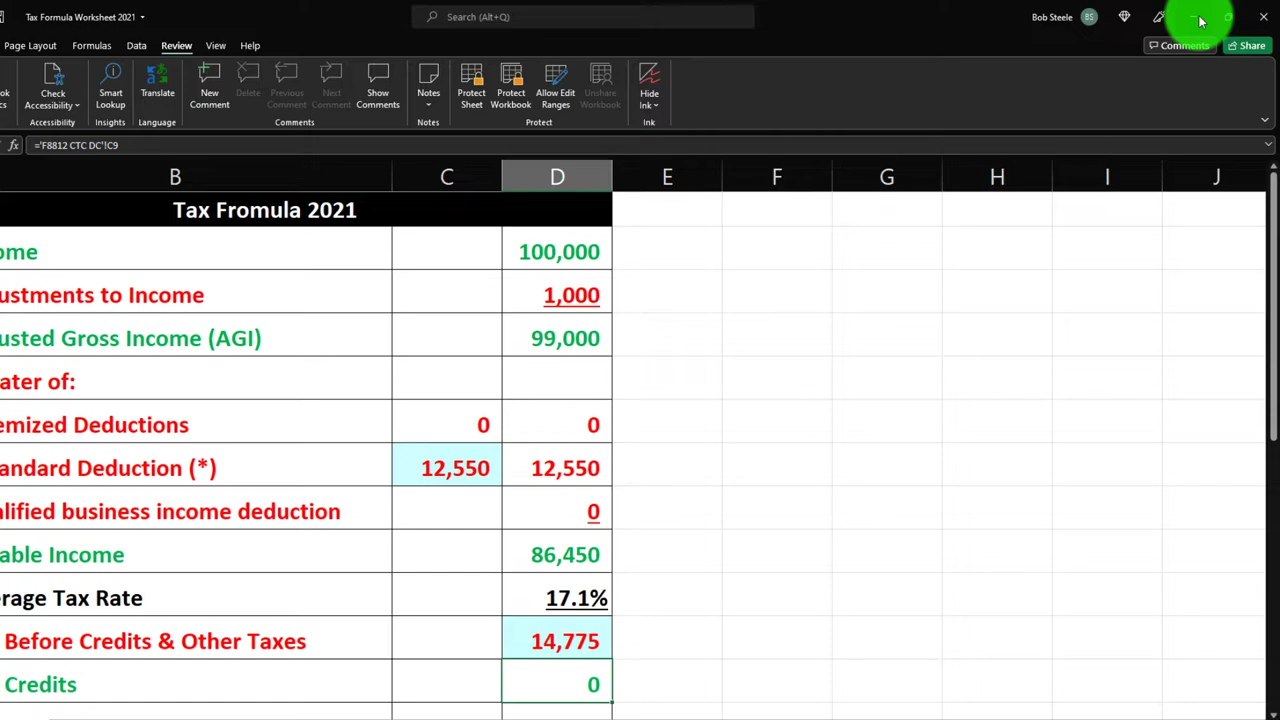 Tax Formula Worksheet 2021
Search (Alt+Q)
Bob Steele
BS
Page Layout
Formulas
Data
Review
View
Help
Comments
Share
Check
Accessibility
Smart
Lookup
Translate
New
Comment
Delete
Previous
Comment
Next
Comment
Show
Comments
Notes
Protect
Sheet
Protect
Workbook
Allow Edit
Ranges
Unshare
Workbook
Hide
Ink
Accessibility
Insights
Language
Comments
Notes
Protect
Ink
fx
='F8812 CTC DC'!C9
B C D E F G H I J
Tax Fromula 2021
ome 100,000
ustments to Income 1,000
usted Gross Income (AGI) 99,000
ater of:
emized Deductions 0 0
andard Deduction (*) 12,550 12,550
alified business income deduction 0
able Income 86,450
erage Tax Rate 17.1%
Before Credits & Other Taxes 14,775
Credits 0